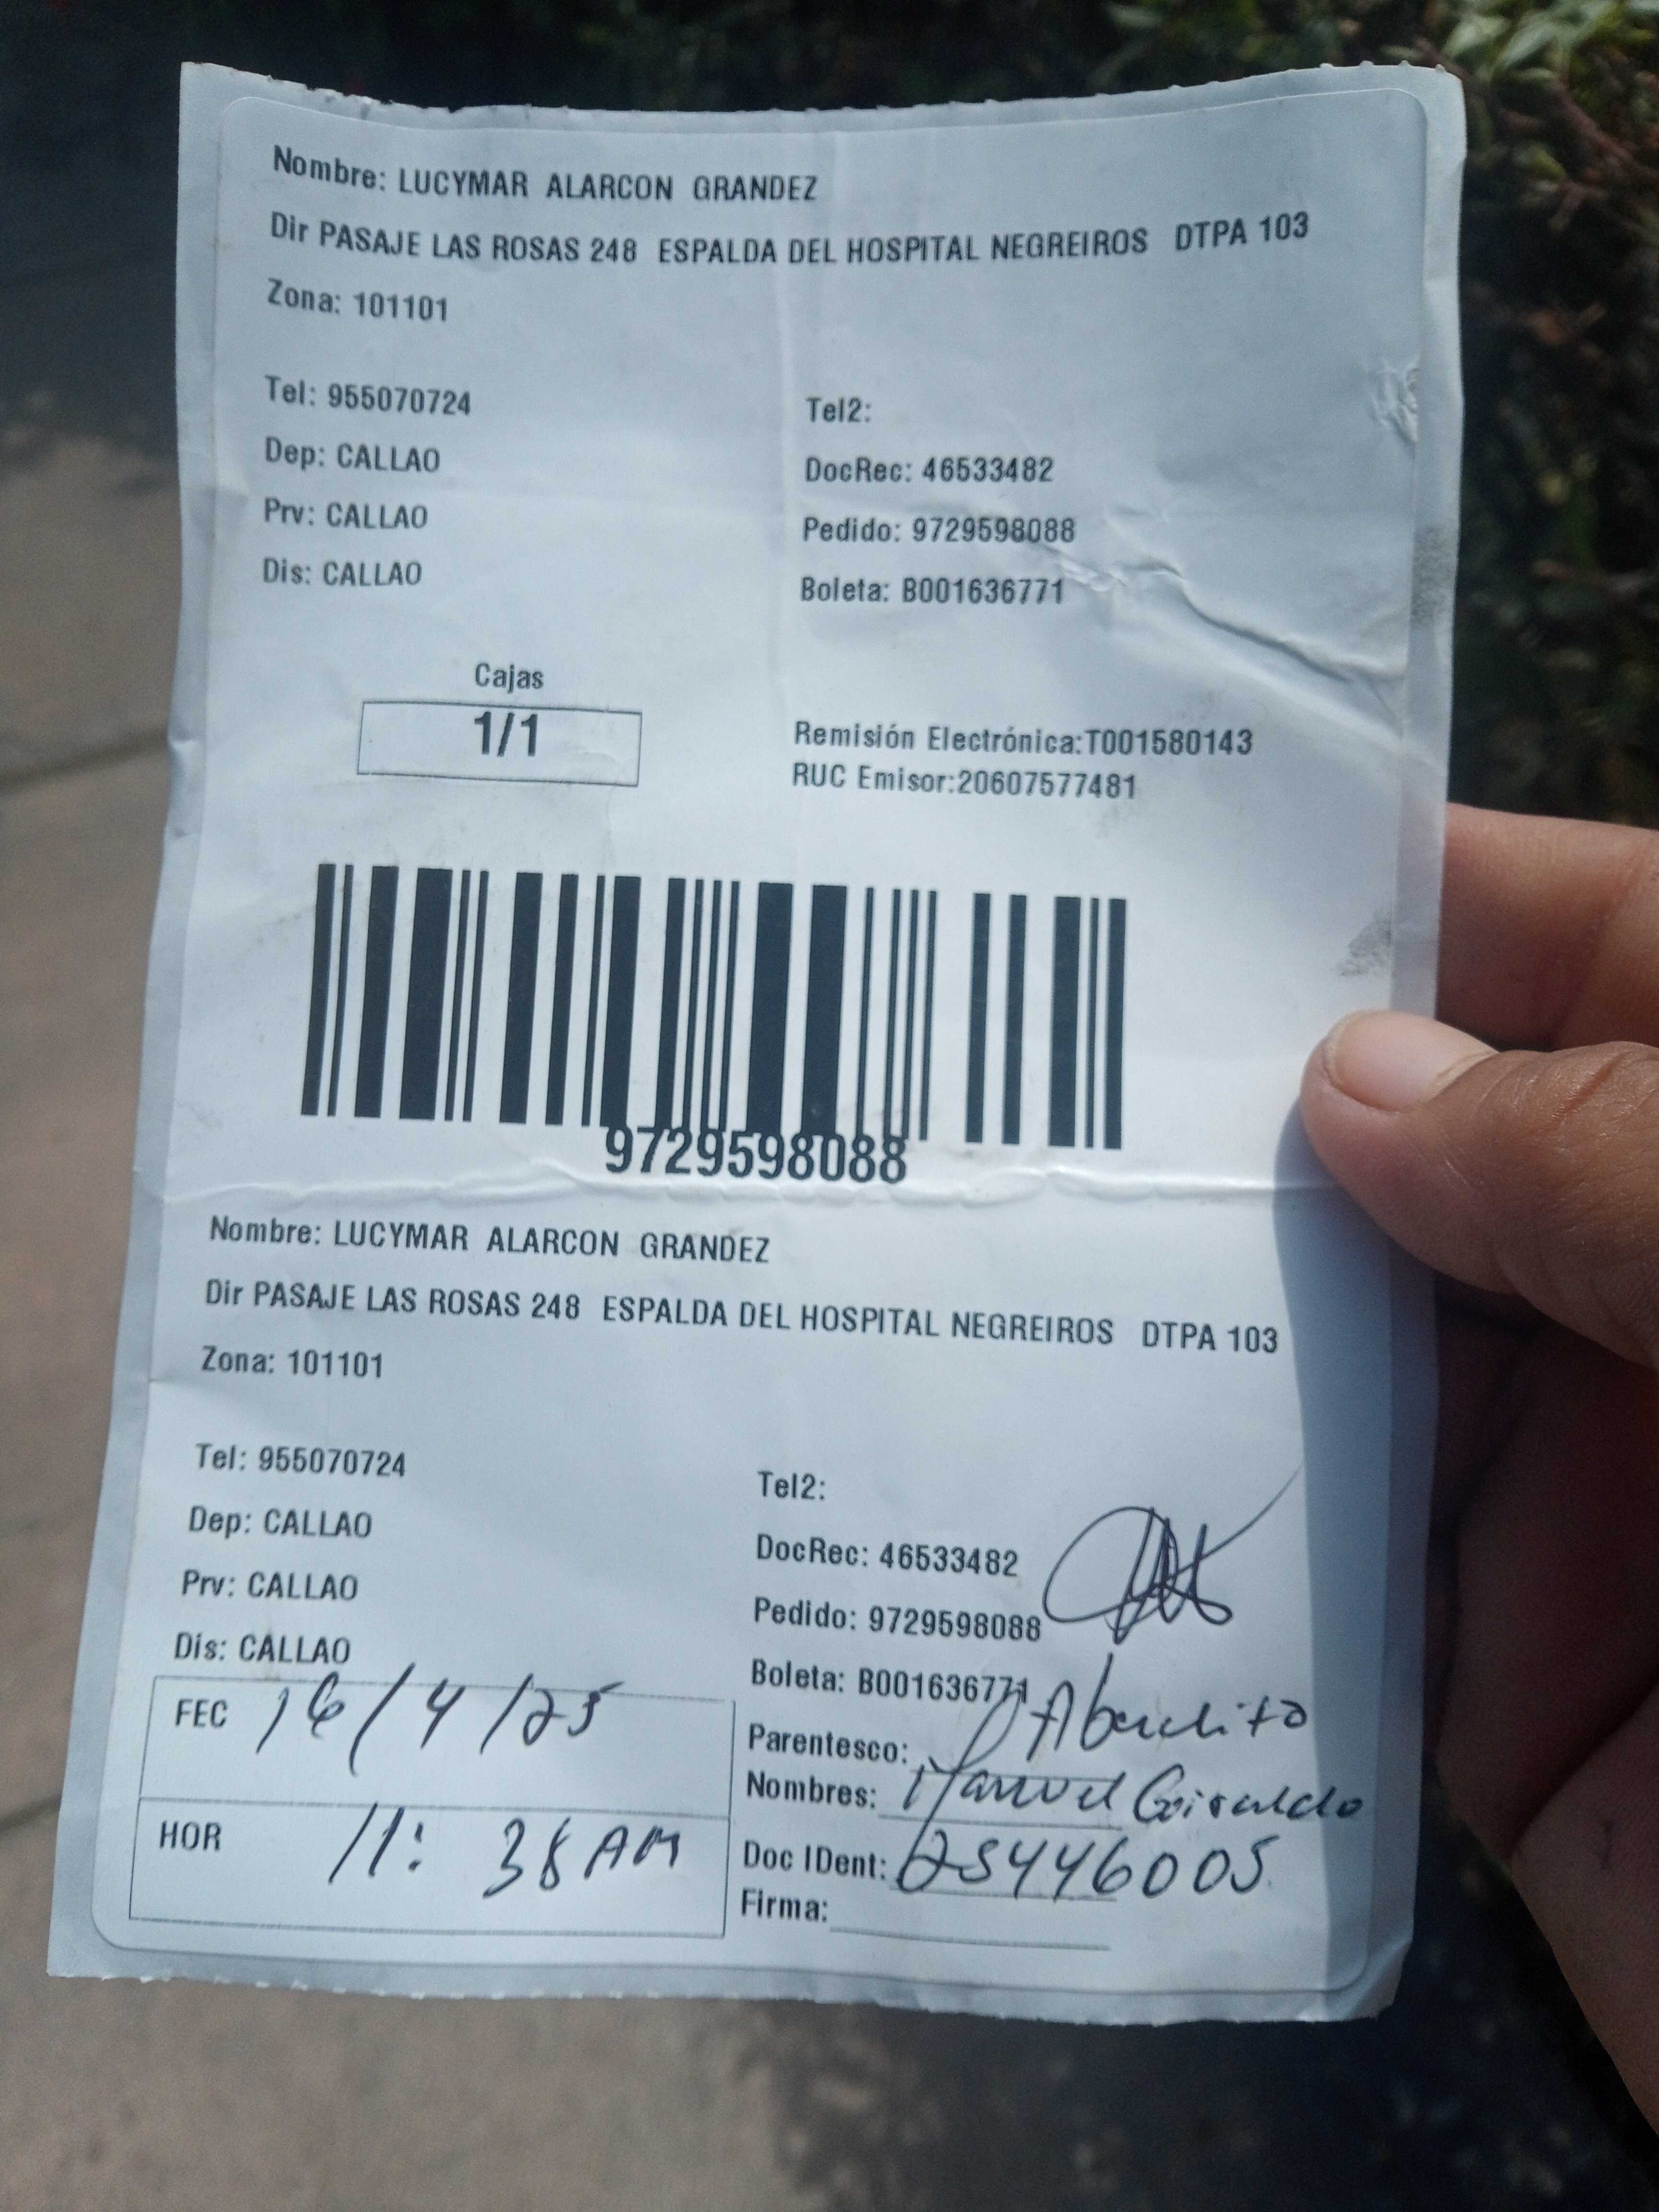 Nombre: LUCYMAR ALARCON GRANDEZ
Dir PASAJE LAS ROSAS 248 ESPALDA DEL HOSPITAL NEGREIROS DTPA 103
Zona: 101101
Tel: 955070724
Tel2:
Dep: CALLAO
DocRec: 46533482
Prv: CALLAO
Pedido: 9729598088
Dis: CALLAO
Boleta: B001636771
Cajas
1/1
Remisión Electrónica:T001580143
RUC Emisor:20607577481
9729598088
Nombre: LUCYMAR ALARCON GRANDEZ
Dir PASAJE LAS ROSAS 248 ESPALDA DEL HOSPITAL NEGREIROS DTPA 103
Zona: 101101
Tel: 955070724
Tel2:
Dep: CALLAO
DocRec: 46533482
Prv: CALLAO
Pedido: 9729598088
Dis: CALLAO
Boleta: B001636771
FEC 16/4/25
Parentesco: Abuelito
Nombres: Manuel Giraldo
HOR 11: 38 AM
Doc IDent: 25446005
Firma: